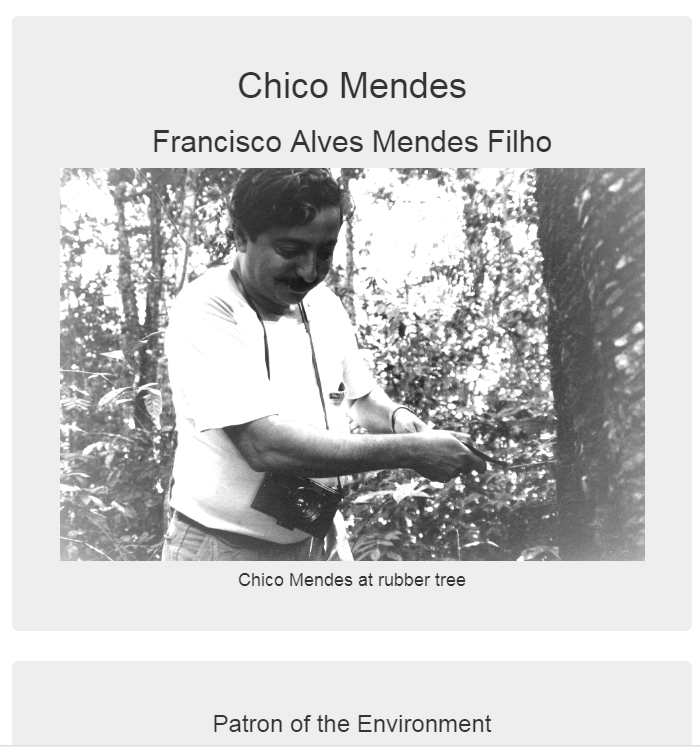 Chico Mendes
Francisco Alves Mendes Filho
Chico Mendes at rubber tree
Patron of the Environment